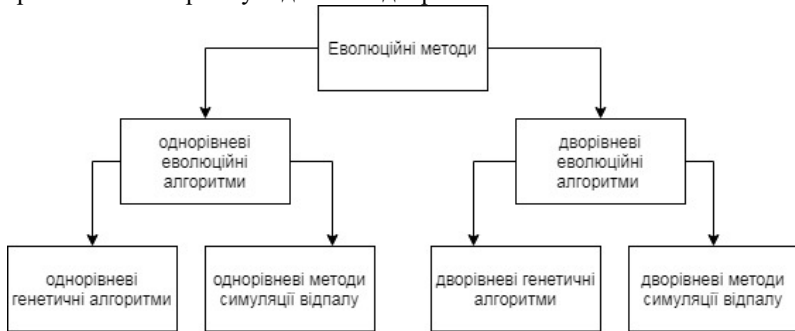 Еволюційні методи
однорівневі
еволюційні
алгоритми
дворівневі
еволюційні
алгоритми
однорівневі
генетичні алгоритми
однорівневі методи
симуляції відпалу
дворівневі генетичні
алгоритми
дворівневі методи
симуляції відпалу